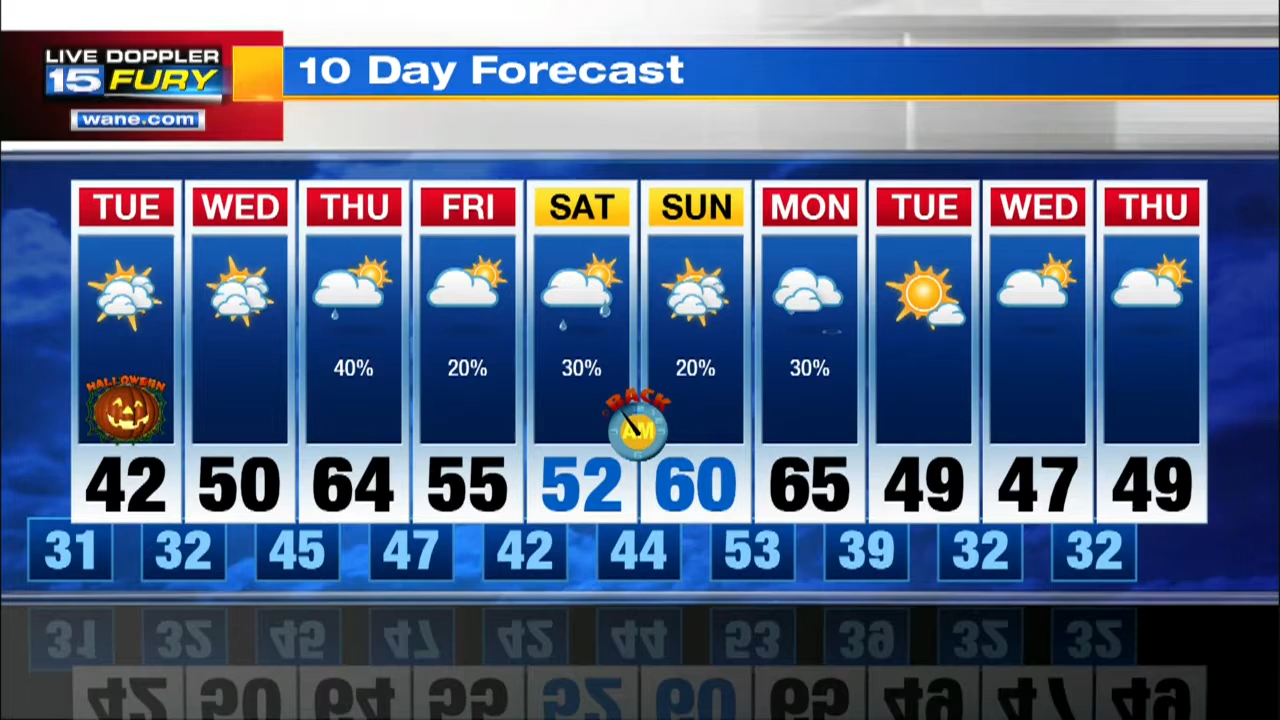 LIVE DOPPLER
15 FURY
wane.com
10 Day Forecast
TUE WED THU FRI SAT SUN MON TUE WED THU
40% 20% 30% 20% 30%
HALLOWEEN
BACK
AM
42 50 64 55 52 60 65 49 47 49
31 32 45 47 42 44 53 39 32 32